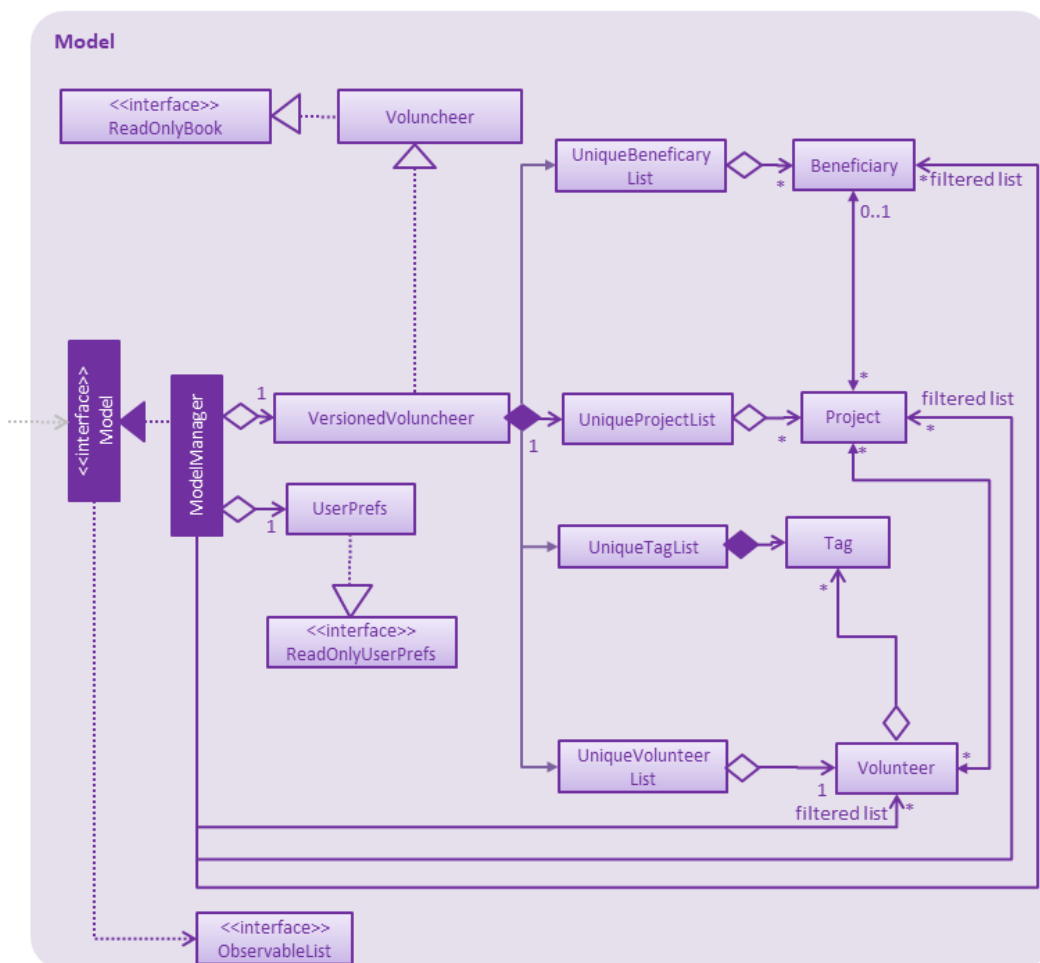 Model
<<interface>>
ReadOnlyBook
Voluncheer
UniqueBeneficary
List
Beneficiary
*
*
filtered list
0..1
*
<<interface>>
Model
ModelManager
1
VersionedVoluncheer
1
UniqueProjectList
*
Project
filtered list
*
*
1
UserPrefs
<<interface>>
ReadOnlyUserPrefs
UniqueTagList
Tag
*
UniqueVolunteer
List
1
Volunteer
*
filtered list
*
<<interface>>
ObservableList